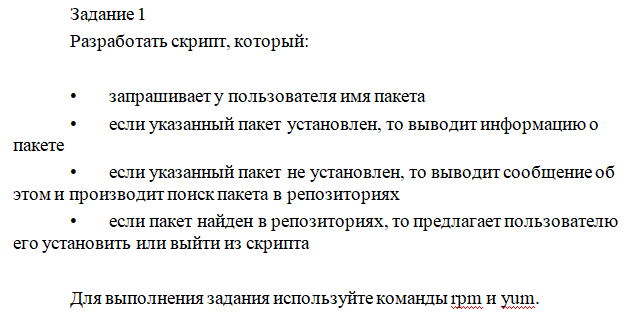 Задание 1
Разработать скрипт, который:
• запрашивает у пользователя имя пакета
• если указанный пакет установлен, то выводит информацию о
пакете
• если указанный пакет не установлен, то выводит сообщение об
этом и производит поиск пакета в репозиториях
• если пакет найден в репозиториях, то предлагает пользователю
его установить или выйти из скрипта
Для выполнения задания используйте команды rpm и yum.